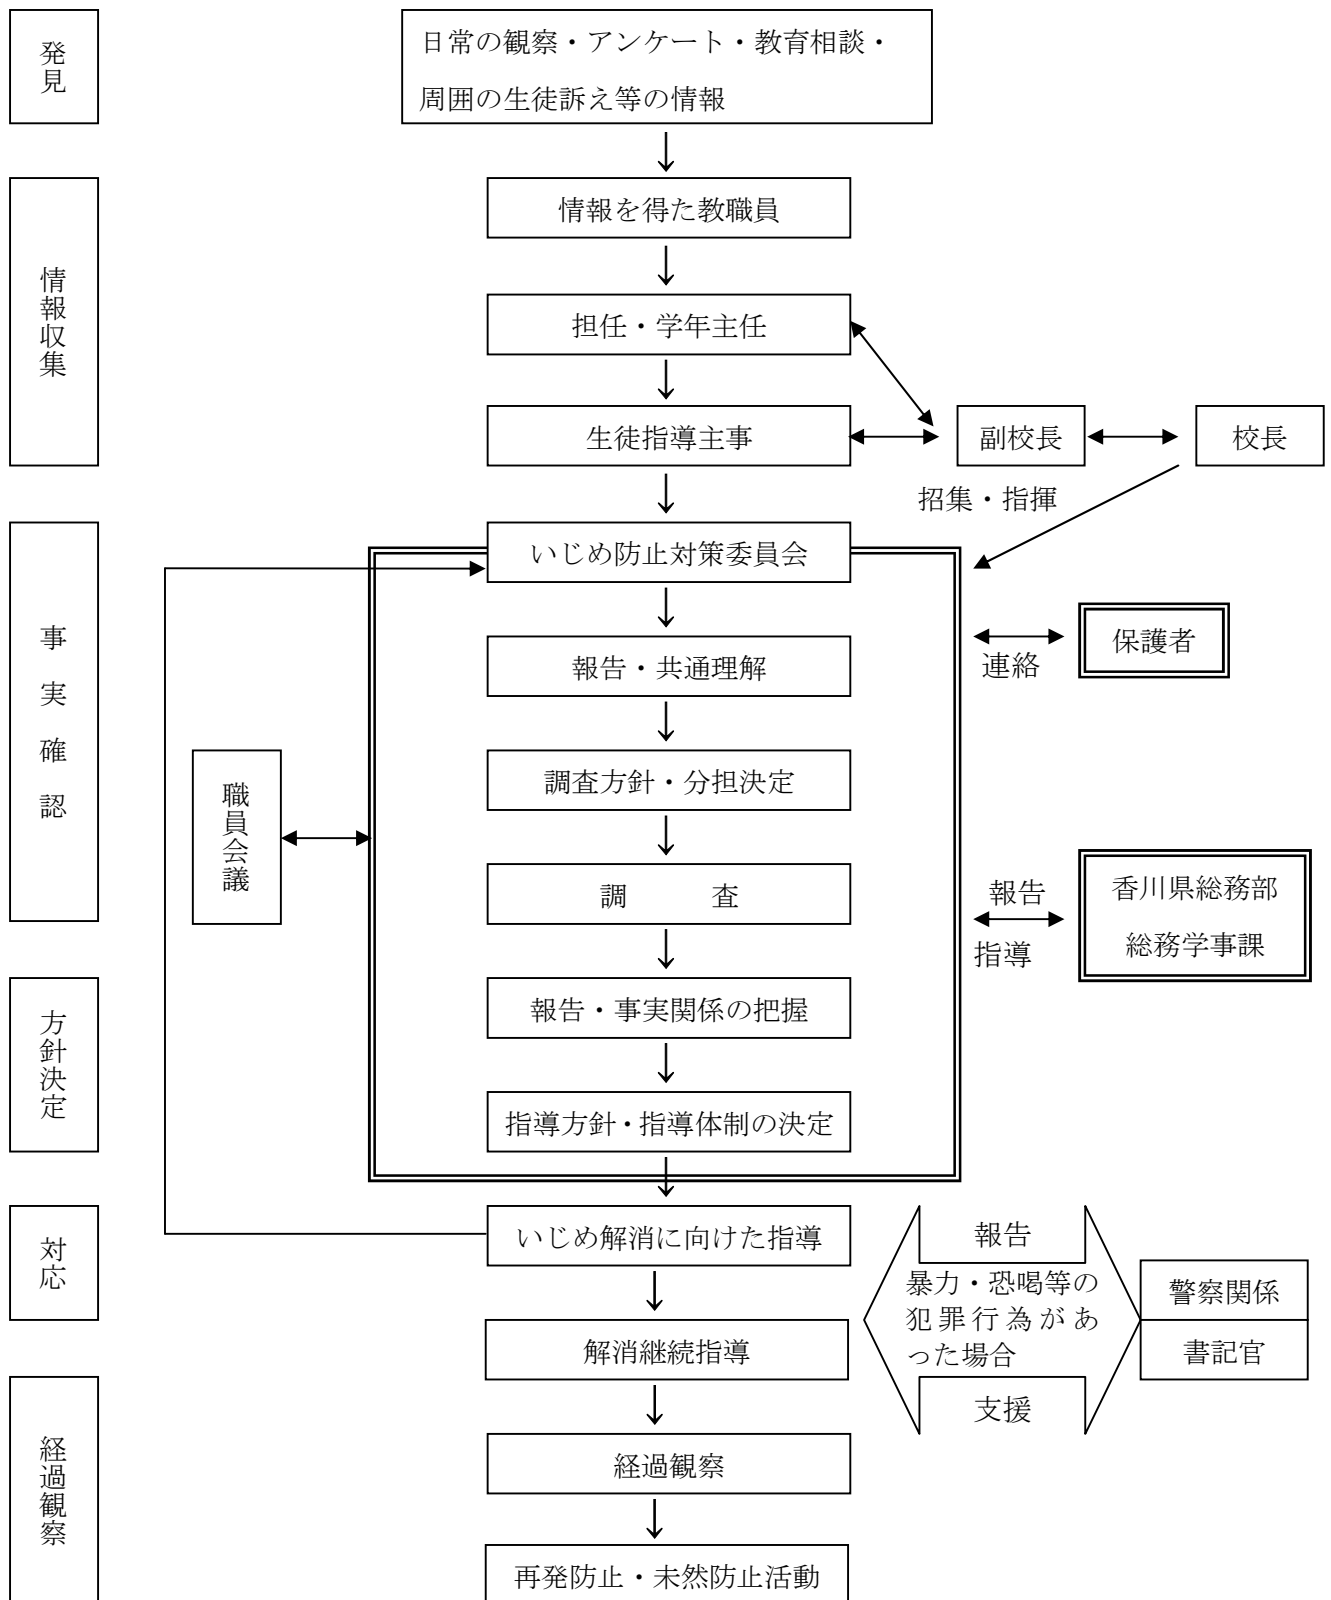 発見
日常の観察・アンケート・教育相談・
周囲の生徒訴え等の情報
情報収集
情報を得た教職員
担任・学年主任
生徒指導主事
副校長
校長
招集・指揮
事実確認
いじめ防止対策委員会
報告・共通理解
保護者
連絡
調査方針・分担決定
職員会議
調　　　査
報告
指導
香川県総務部
総務学事課
方針決定
報告・事実関係の把握
指導方針・指導体制の決定
対応
いじめ解消に向けた指導
報告
暴力・恐喝等の
犯罪行為があ
った場合
支援
警察関係
書記官
解消継続指導
経過観察
経過観察
再発防止・未然防止活動